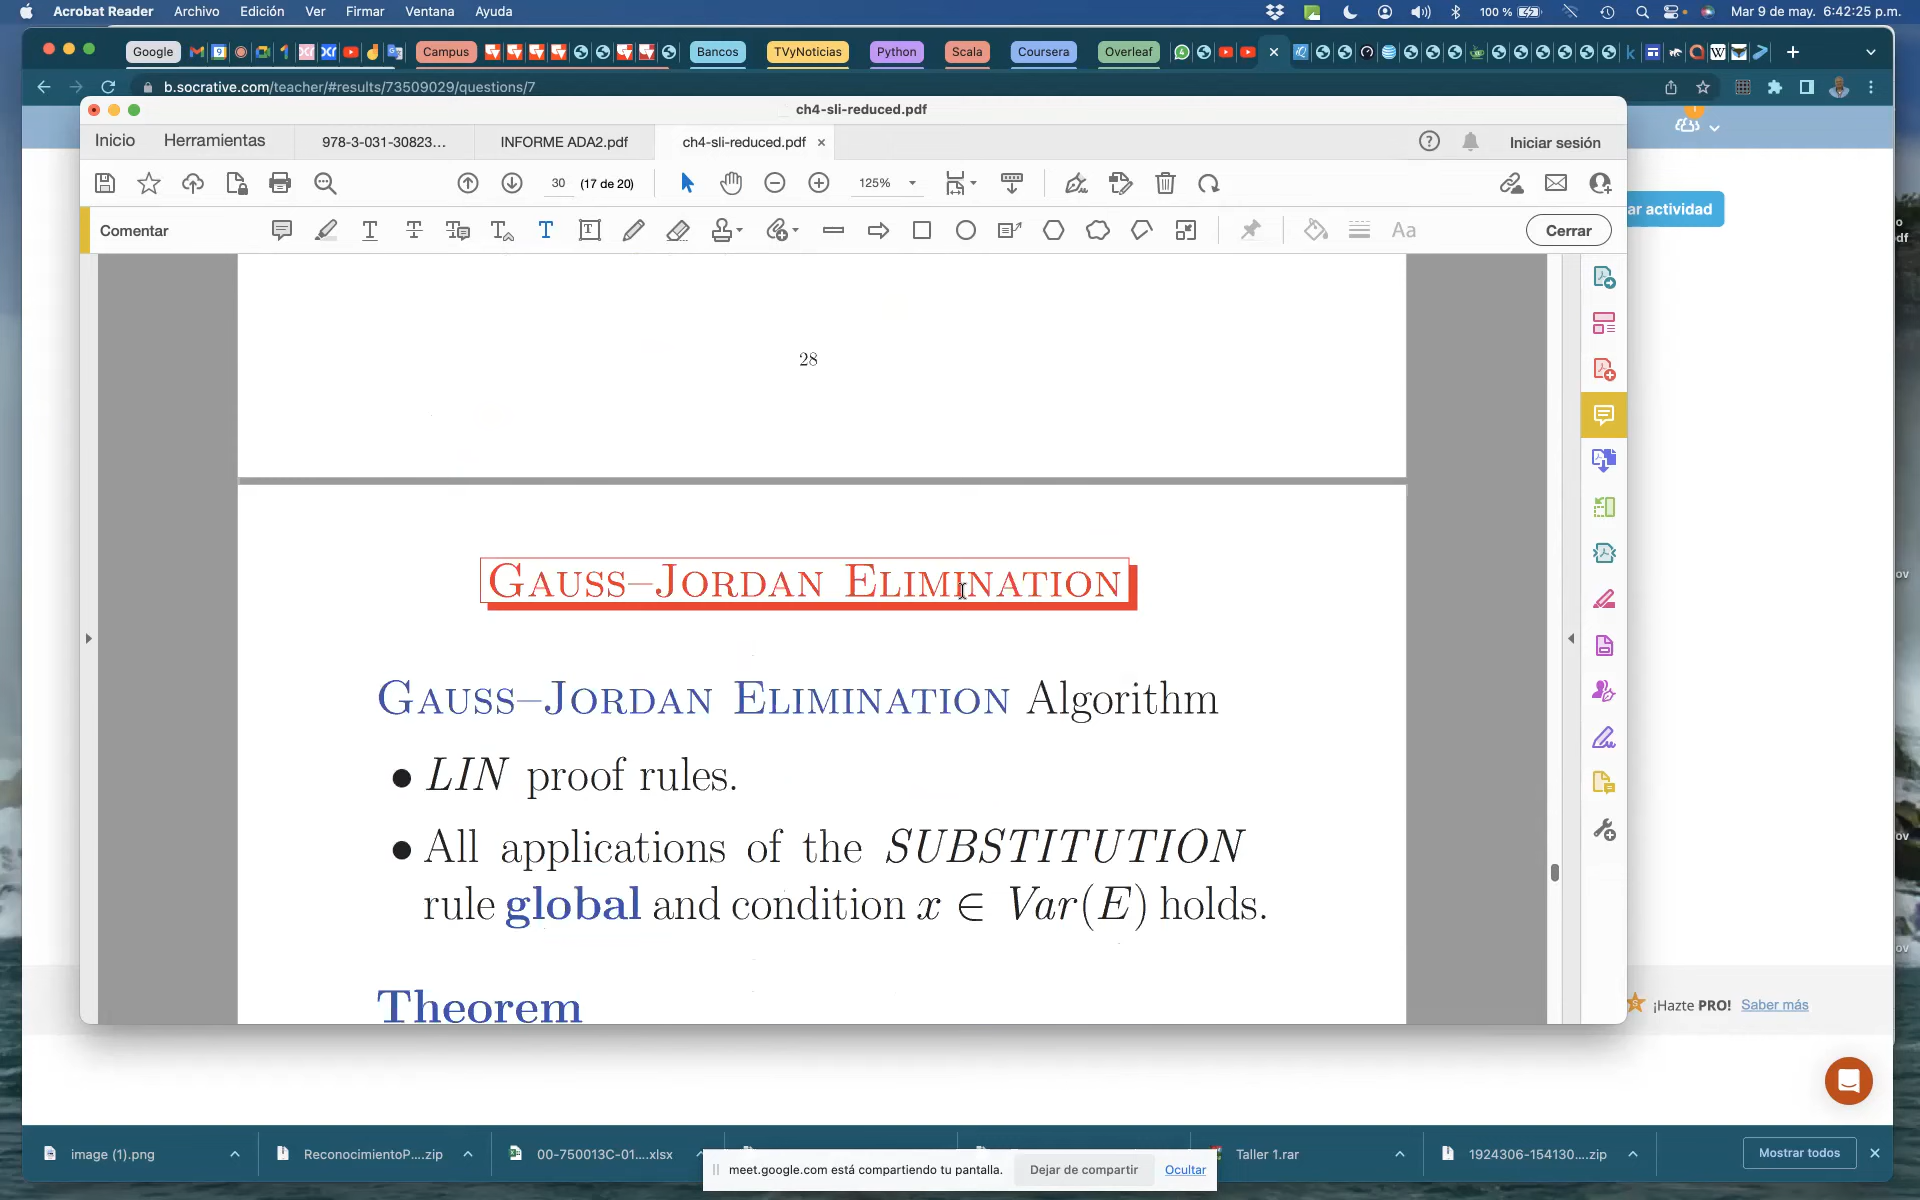 Acrobat Reader Archivo Edición Ver Firmar Ventana Ayuda 100 % Mar 9 de may. 6:42:25 p.m.
Google Campus Bancos TVyNoticias Python Scala Coursera Overleaf
b.socrative.com/teacher/#results/73509029/questions/7
ch4-sli-reduced.pdf
Inicio Herramientas 978-3-031-30823... INFORME ADA2.pdf ch4-sli-reduced.pdf Iniciar sesión
30 (17 de 20) 125%
ar actividad
Comentar Cerrar
28
GAUSS–JORDAN ELIMINATION
GAUSS–JORDAN ELIMINATION Algorithm
● LIN proof rules.
● All applications of the SUBSTITUTION
rule global and condition x ∈ Var(E) holds.
Theorem
¡Hazte PRO! Saber más
image (1).png ReconocimientoP....zip 00-750013C-01....xlsx Taller 1.rar 1924306-154130....zip Mostrar todos
meet.google.com está compartiendo tu pantalla. Dejar de compartir Ocultar